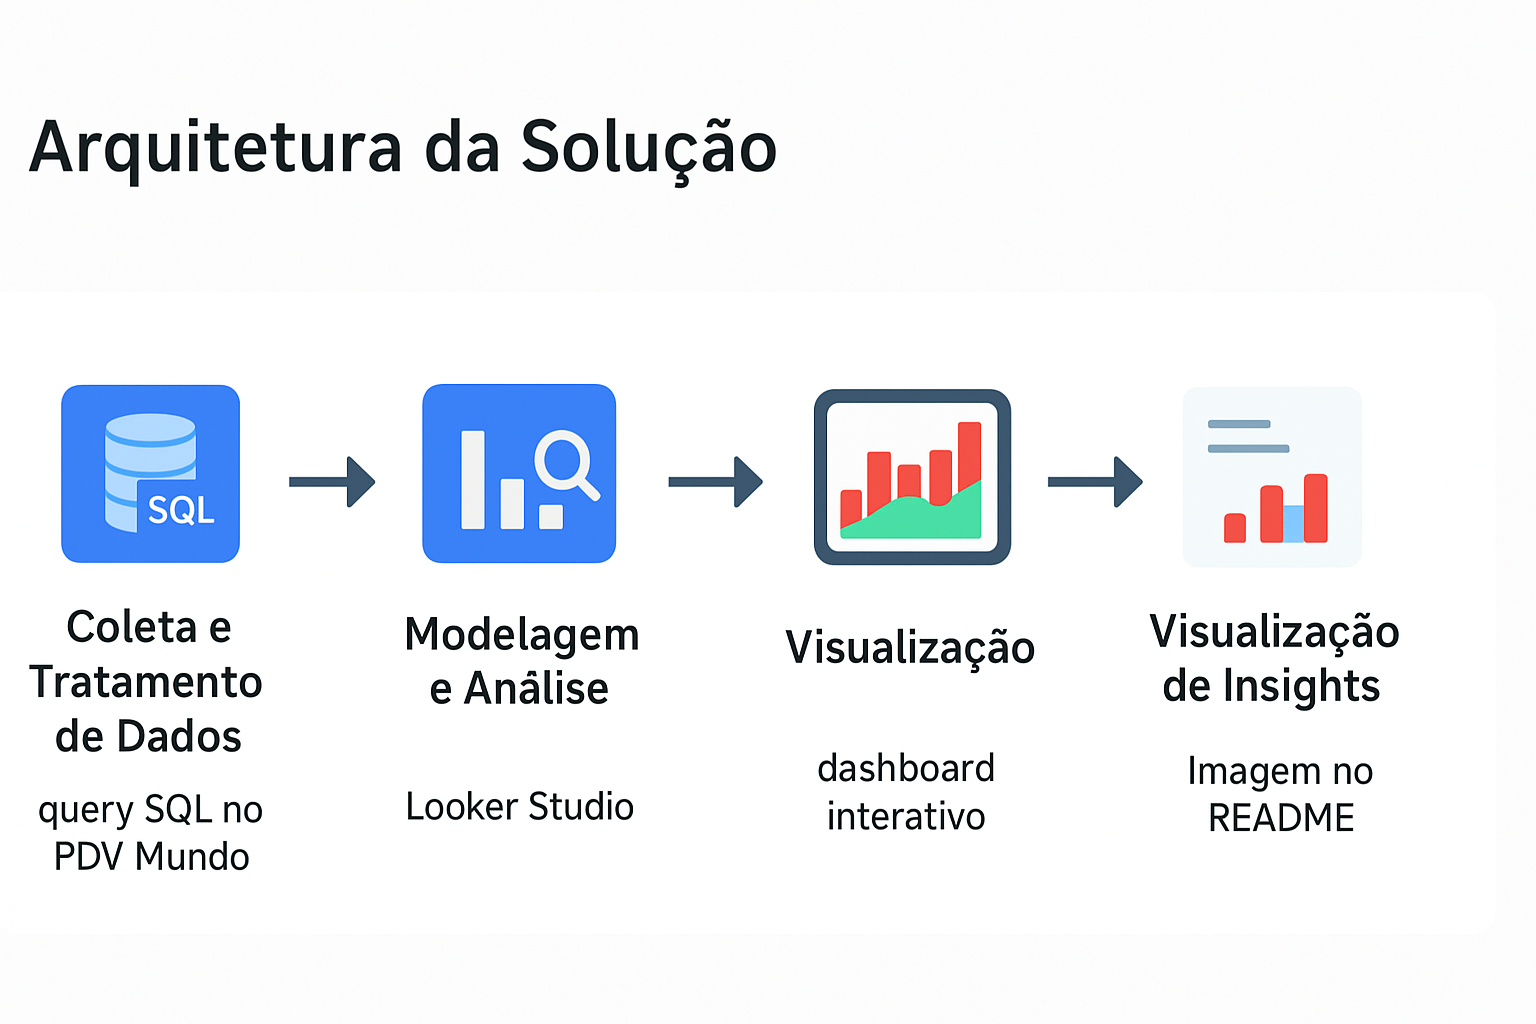 Arquitetura da Solução
SQL
Coleta e
Tratamento
de Dados
query SQL no
PDV Mundo
Modelagem
e Anâlise
Looker Studio
Visualização
dashboard
interativo
Visualização
de Insights
Imagem no
README